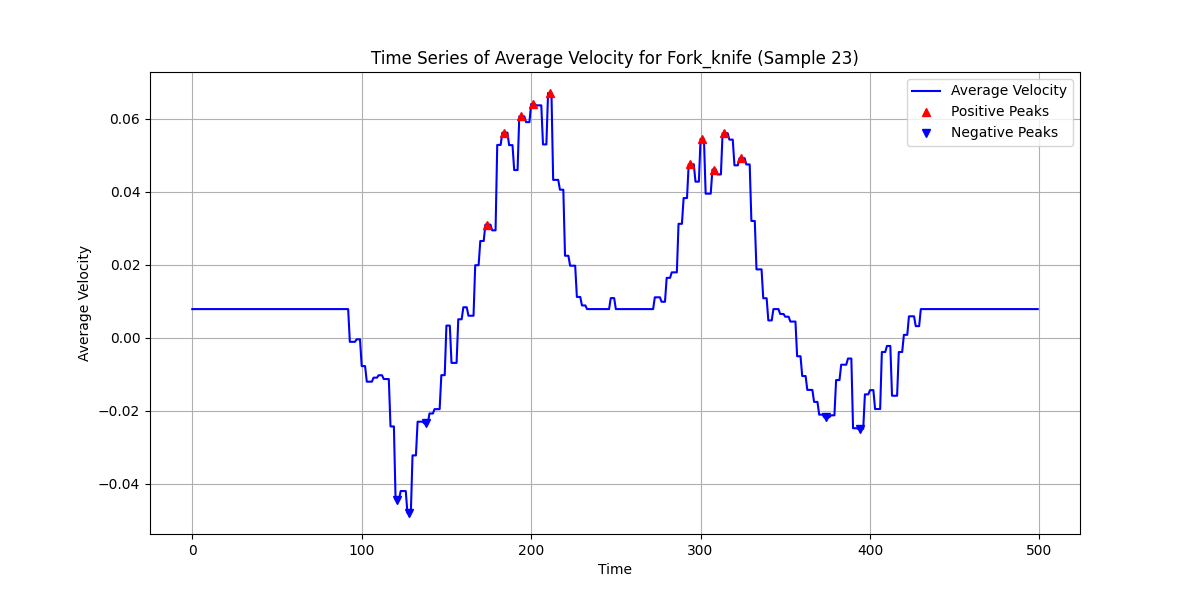 Time Series of Average Velocity for Fork_knife (Sample 23)
Average Velocity
Positive Peaks
Negative Peaks
Average Velocity
0.06
0.04
0.02
0.00
−0.02
−0.04
0 100 200 300 400 500
Time